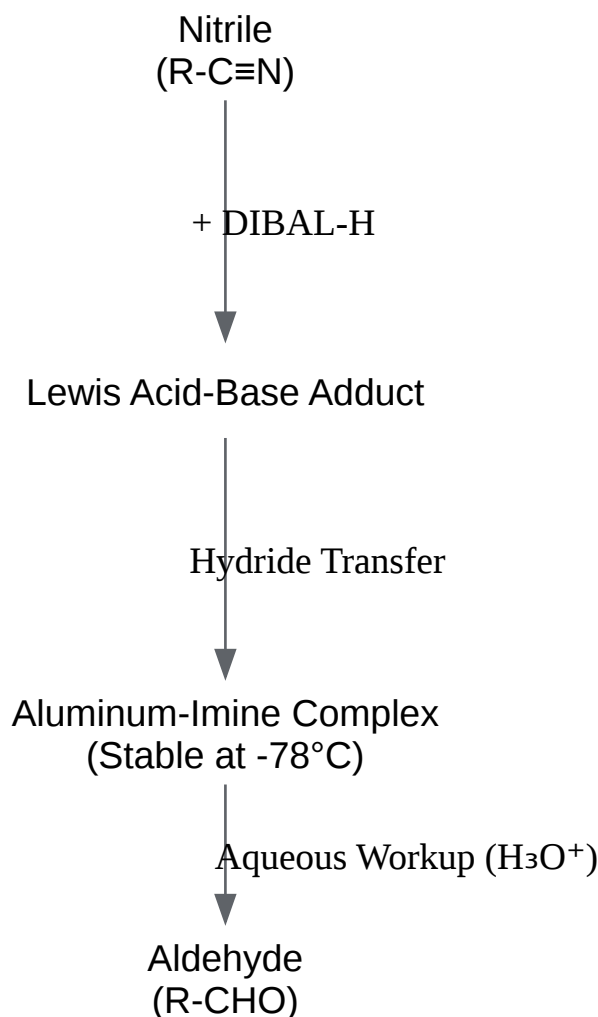 Nitrile
(R-C≡N)
+ DIBAL-H
Lewis Acid-Base Adduct
Hydride Transfer
Aluminum-Imine Complex
(Stable at -78°C)
Aqueous Workup (H₃O⁺)
Aldehyde
(R-CHO)